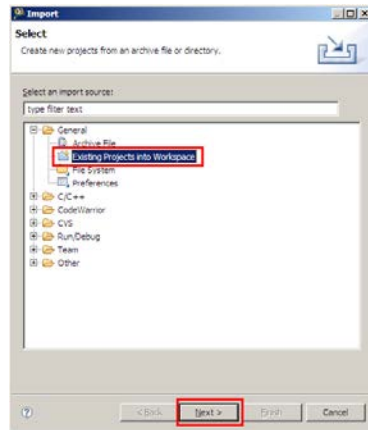 Import
Select
Create new projects from an archive file or directory.
Select an import source:
type filter text
General
Archive File
Existing Projects into Workspace
File System
Preferences
C/C++
CodeWarrior
CVS
Run/Debug
Team
Other
< Back
Next >
Finish
Cancel